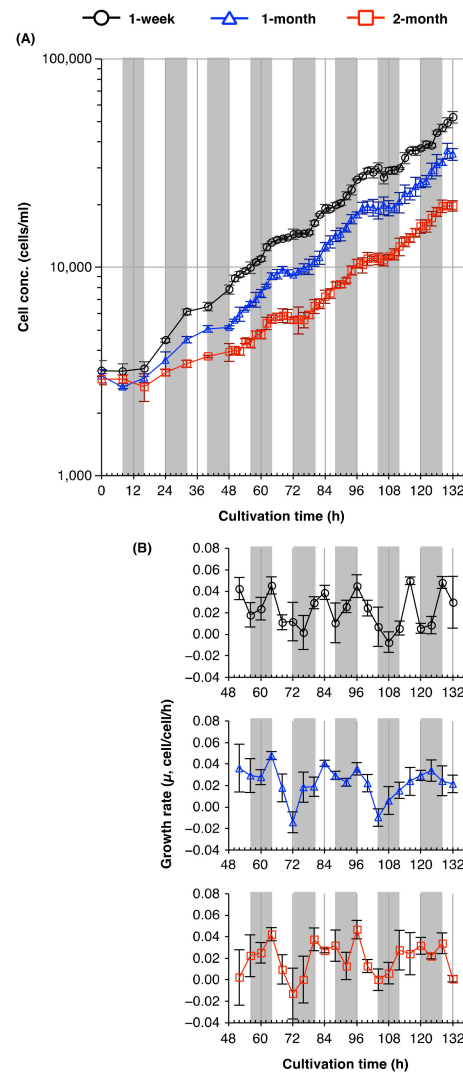 1-week 1-month 2-month
(A)
100,000
10,000
1,000
Cell conc. (cells/ml)
0 12 24 36 48 60 72 84 96 108 120 132
Cultivation time (h)
(B)
Growth rate (μ, cell/cell/h)
0.08
0.06
0.04
0.02
0.00
−0.02
−0.04
48 60 72 84 96 108 120 132
0.08
0.06
0.04
0.02
0.00
−0.02
−0.04
48 60 72 84 96 108 120 132
0.08
0.06
0.04
0.02
0.00
−0.02
0.04
48 60 72 84 96 108 120 132
Cultivation time (h)